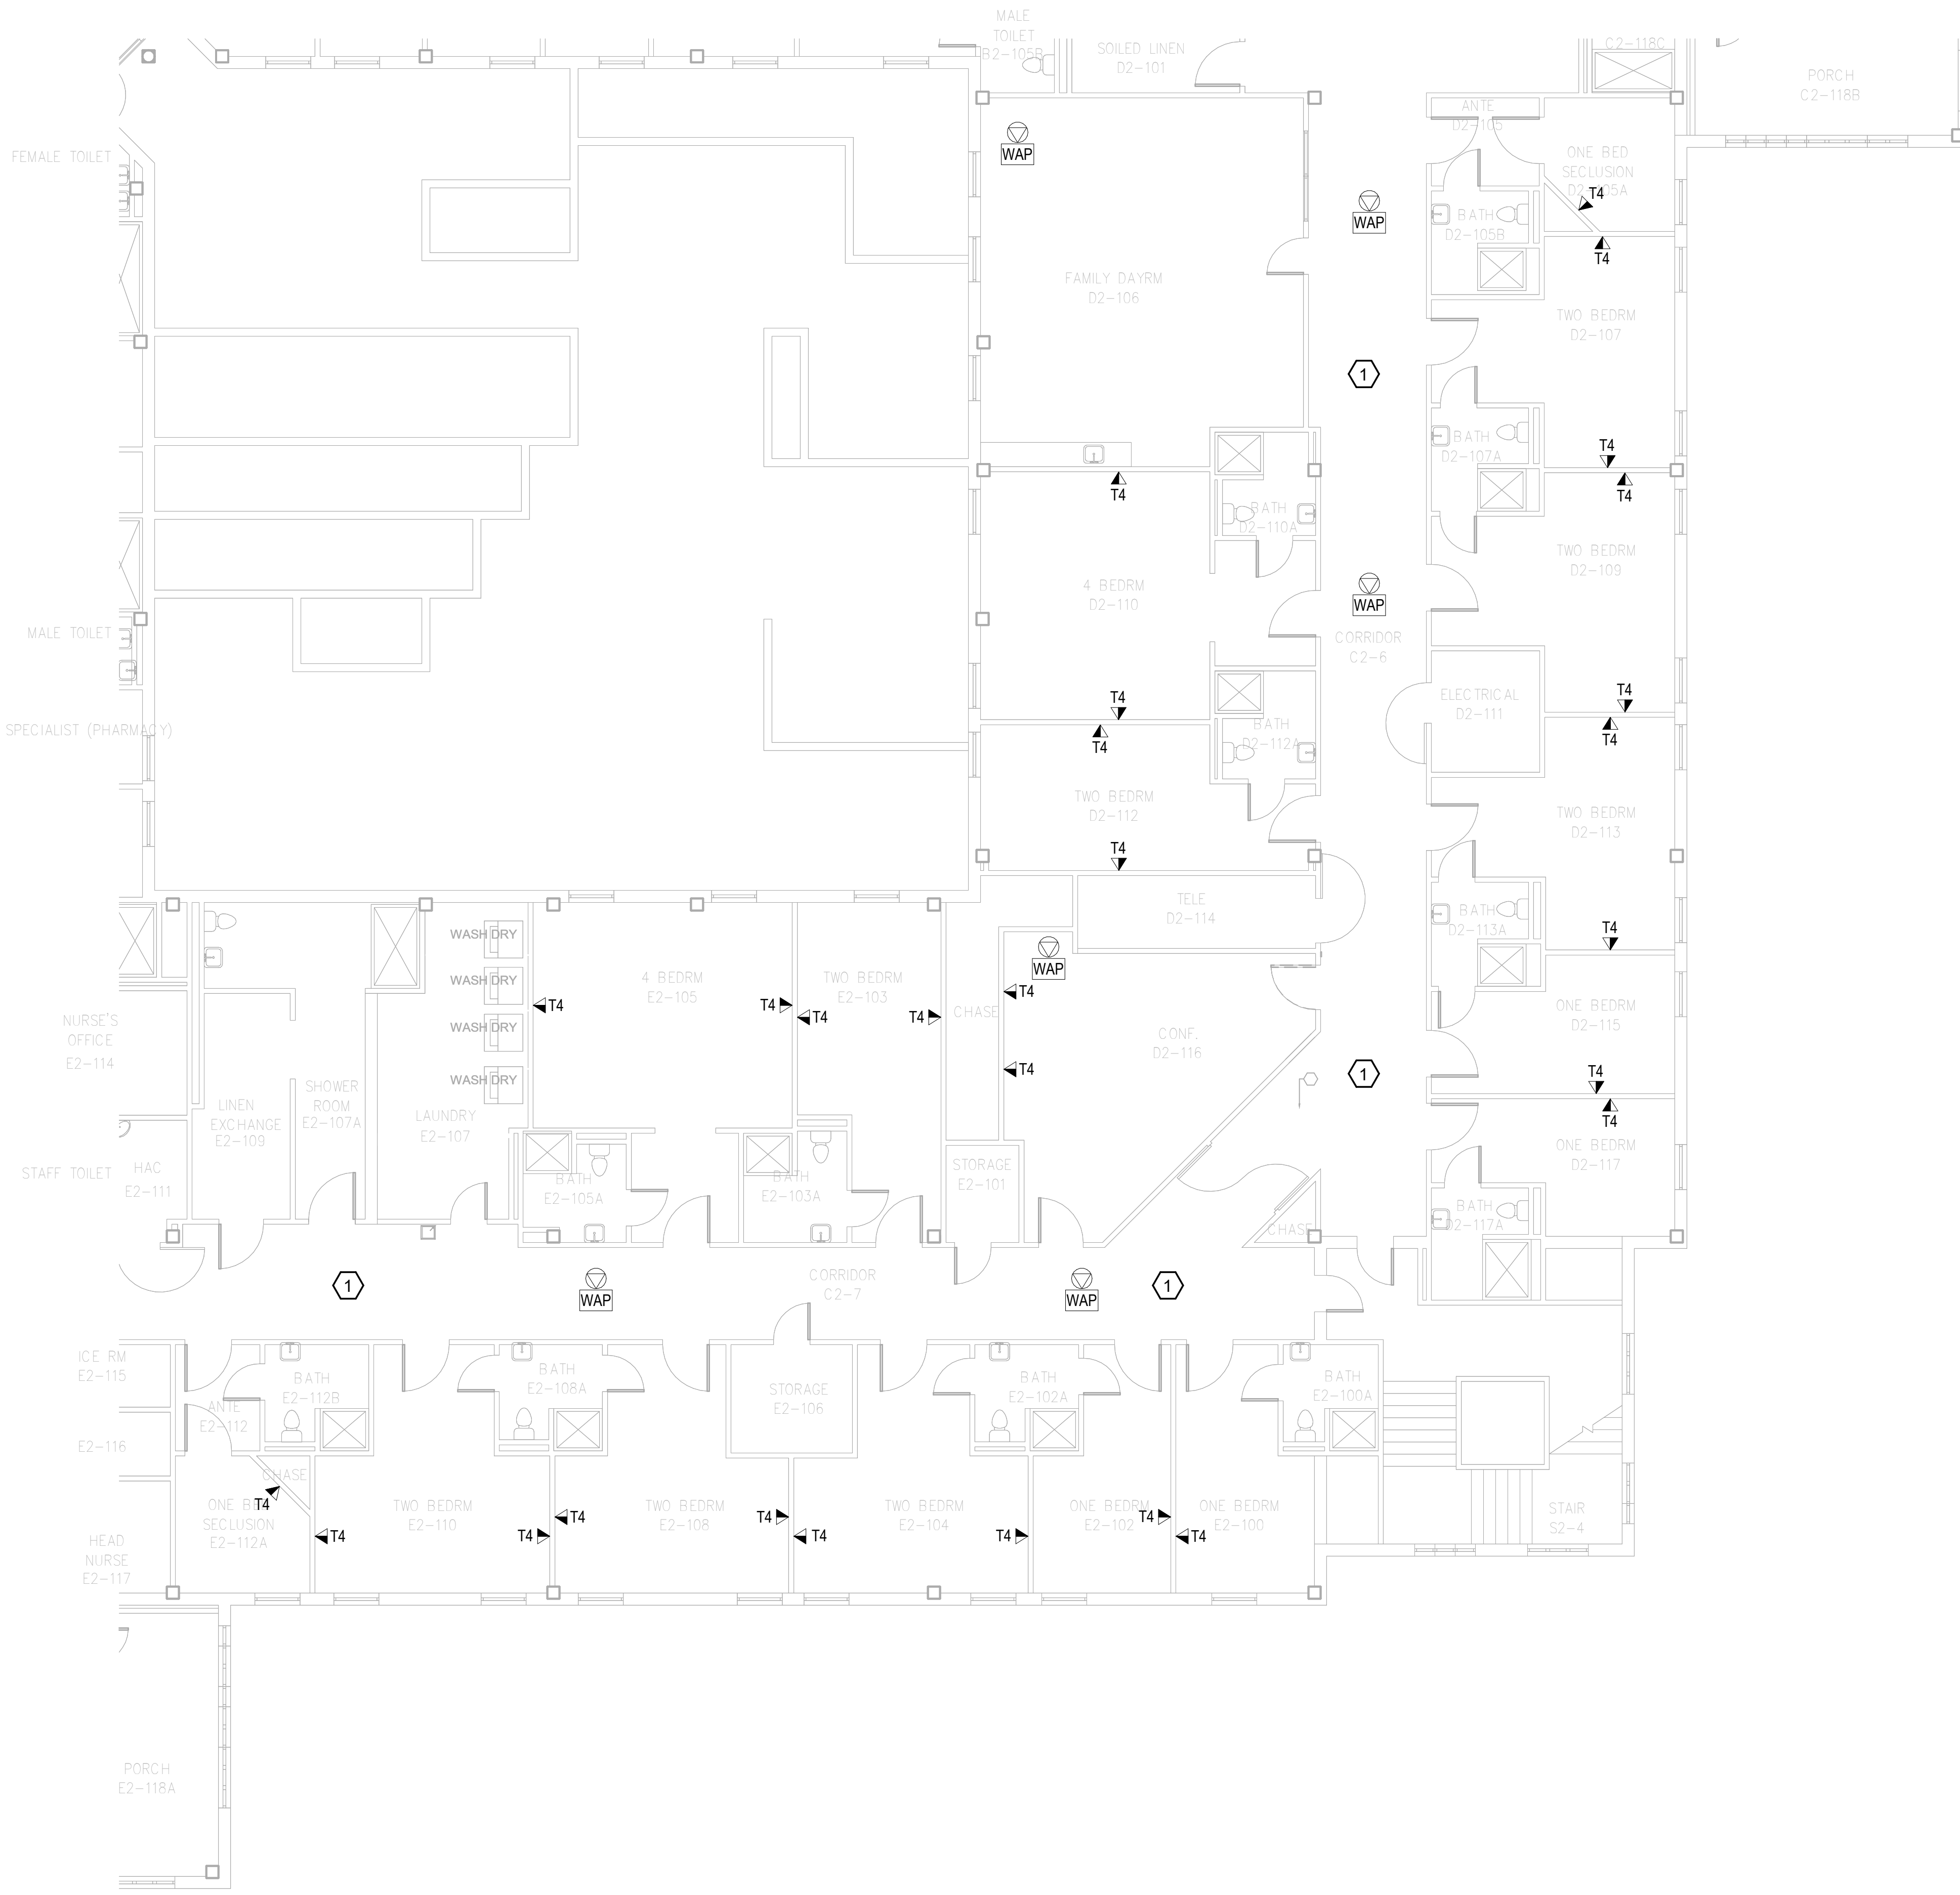 MALE
TOILET
B2-105B
SOILED LINEN
D2-101
C2-118C
PORCH
C2-118B
ANTE
D2-105
FEMALE TOILET
WAP
ONE BED
SECLUSION
D2-105A
T4
WAP
BATH
D2-105B
T4
FAMILY DAYRM
D2-106
TWO BEDRM
D2-107
1
BATH
D2-107A
T4
T4
T4
BATH
D2-110A
TWO BEDRM
D2-109
4 BEDRM
D2-110
WAP
MALE TOILET
CORRIDOR
C2-6
ELECTRICAL
D2-111
T4
T4
SPECIALIST (PHARMACY)
BATH
D2-112A
T4
T4
TWO BEDRM
D2-112
TWO BEDRM
D2-113
T4
TELE
D2-114
BATH
D2-113A
T4
WASH DRY
WASH DRY
WASH DRY
WASH DRY
4 BEDRM
E2-105
TWO BEDRM
E2-103
WAP
T4
T4
T4
T4
T4
CHASE
T4
CONF.
D2-116
ONE BEDRM
D2-115
NURSE'S
OFFICE
E2-114
1
T4
T4
SHOWER
ROOM
E2-107A
LINEN
EXCHANGE
E2-109
LAUNDRY
E2-107
ONE BEDRM
D2-117
STAFF TOILET
HAC
E2-111
BATH
E2-105A
BATH
E2-103A
STORAGE
E2-101
BATH
D2-117A
CHASE
1
WAP
CORRIDOR
C2-7
WAP
1
ICE RM
E2-115
BATH
E2-112B
BATH
E2-108A
STORAGE
E2-106
BATH
E2-102A
BATH
E2-100A
ANTE
E2-112
E2-116
CHASE
T4
ONE BED
SECLUSION
E2-112A
T4
TWO BEDRM
E2-110
T4
T4
TWO BEDRM
E2-108
T4
T4
TWO BEDRM
E2-104
T4
ONE BEDRM
E2-102
T4
T4
ONE BEDRM
E2-100
STAIR
S2-4
HEAD
NURSE
E2-117
PORCH
E2-118A